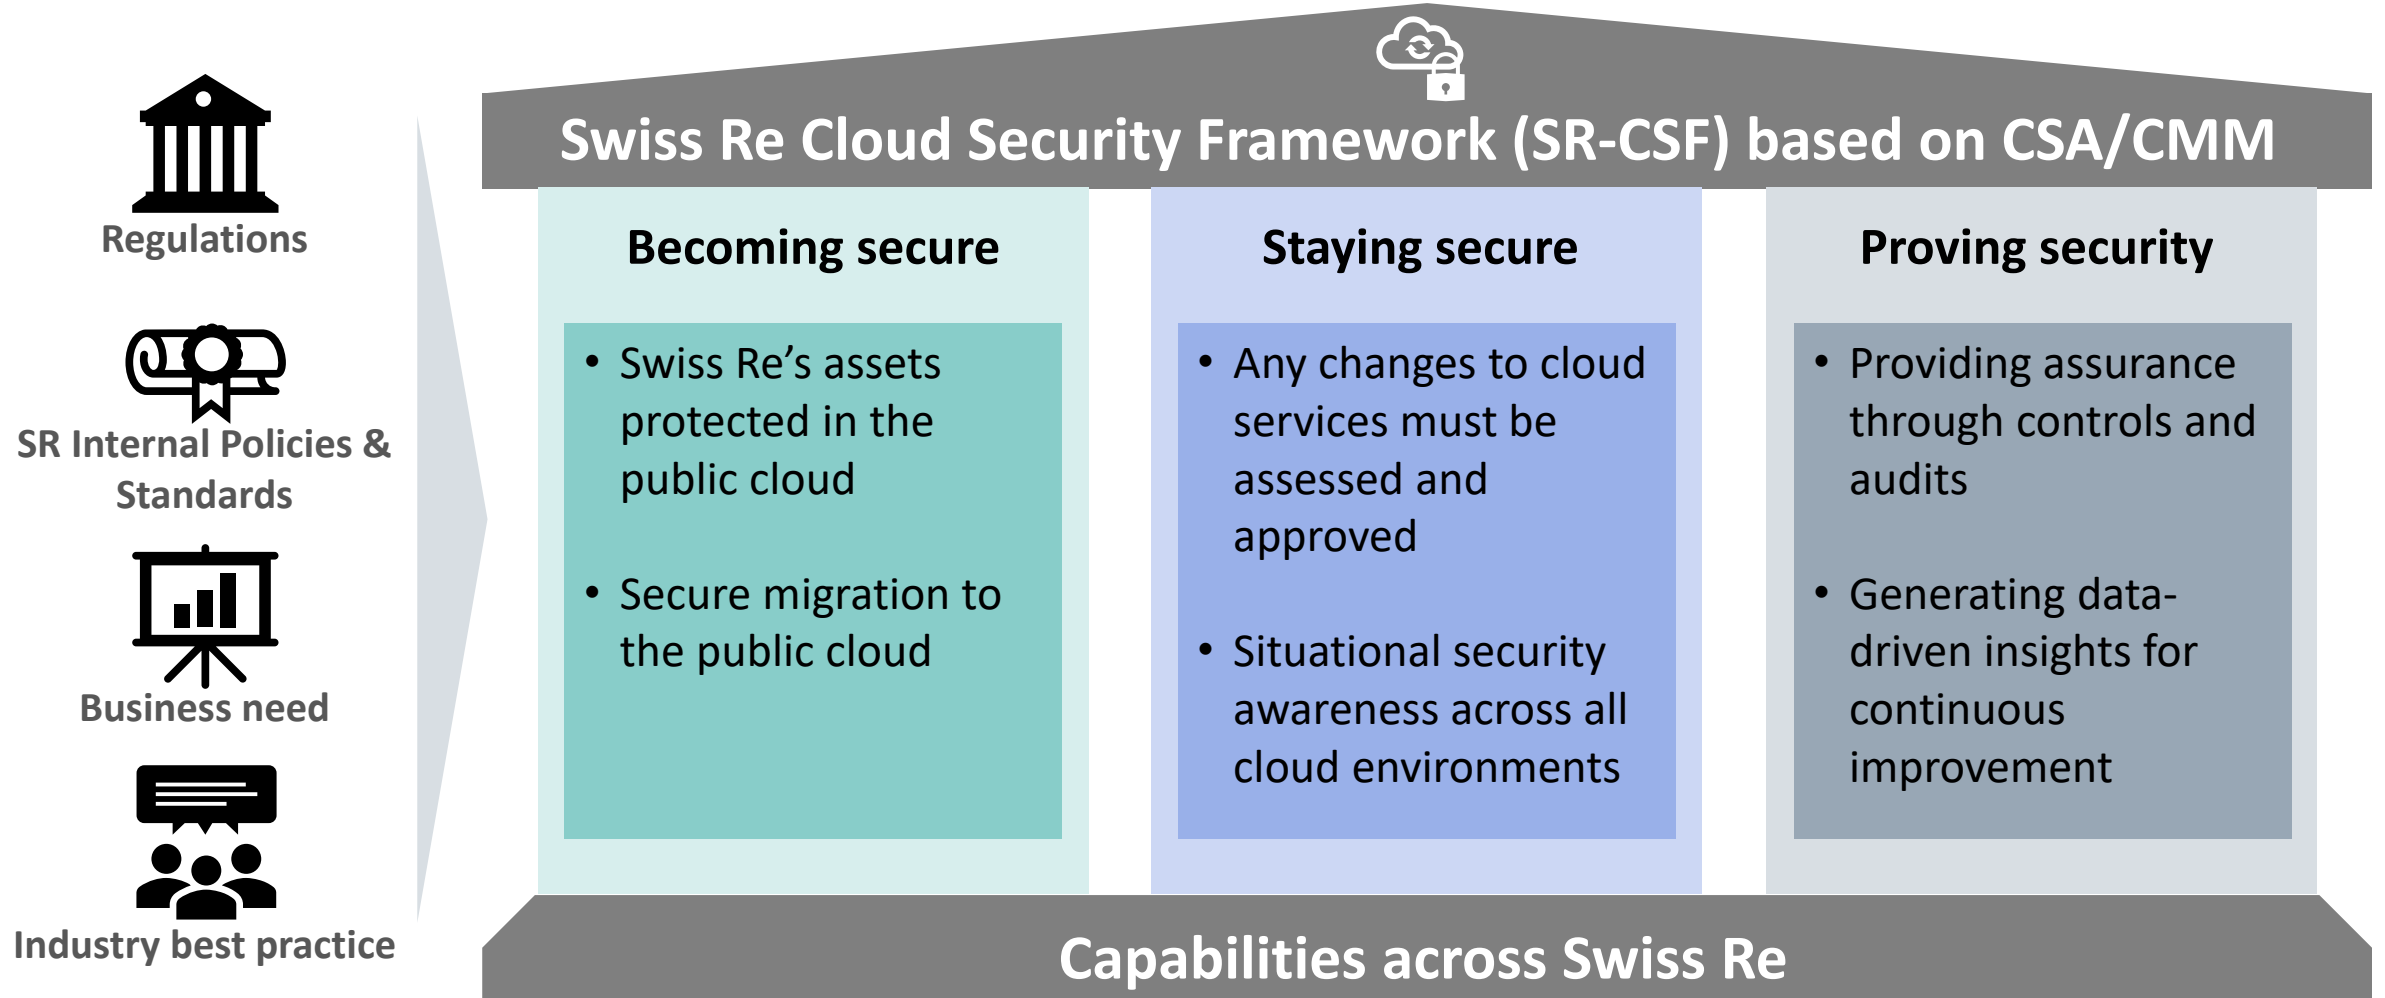 Swiss Re Cloud Security Framework (SR-CSF) based on CSA/CMM
Regulations
SR Internal Policies &
Standards
Business need
Industry best practice
Becoming secure
• Swiss Re’s assets
protected in the
public cloud
• Secure migration to
the public cloud
Staying secure
• Any changes to cloud
services must be
assessed and
approved
• Situational security
awareness across all
cloud environments
Proving security
• Providing assurance
through controls and
audits
• Generating data-
driven insights for
continuous
improvement
Capabilities across Swiss Re